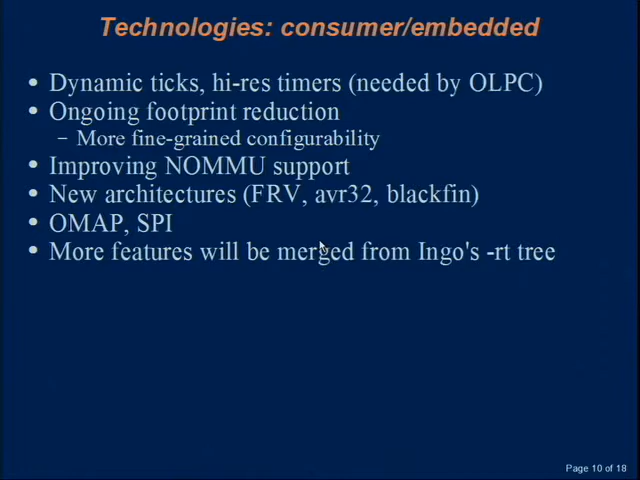 Technologies: consumer/embedded
• Dynamic ticks, hi-res timers (needed by OLPC)
• Ongoing footprint reduction
– More fine-grained configurability
• Improving NOMMU support
• New architectures (FRV, avr32, blackfin)
• OMAP, SPI
• More features will be merged from Ingo's -rt tree
Page 10 of 18